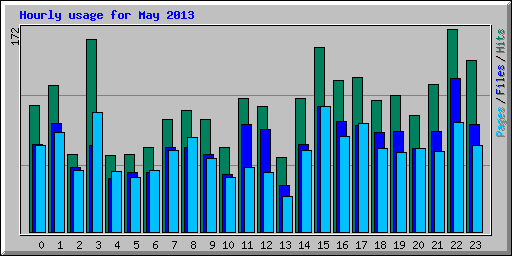 Hourly usage for May 2013
172
Pages/Files/Hits
0 1 2 3 4 5 6 7 8 9 10 11 12 13 14 15 16 17 18 19 20 21 22 23